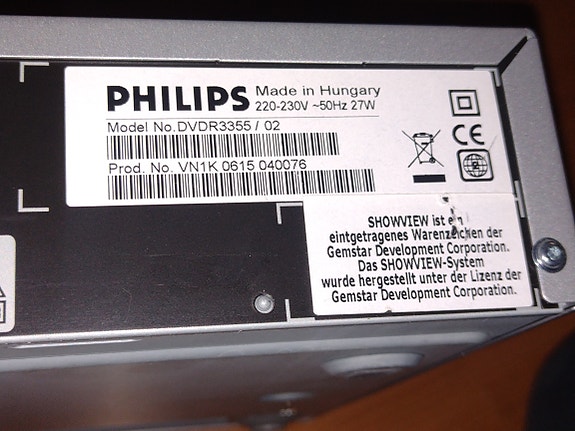 PHILIPS Made in Hungary
220-230V ~50Hz 27W
Model No.DVDR3355 / 02
Prod. No. VN1K 0615 040076
CE
2
SHOWVIEW ist ein
eintgetragenes Warenzeichen der
Gemstar Development Corporation.
Das SHOWVIEW-System
wurde hergestellt unter der Lizenz der
Gemstar Development Corporation.